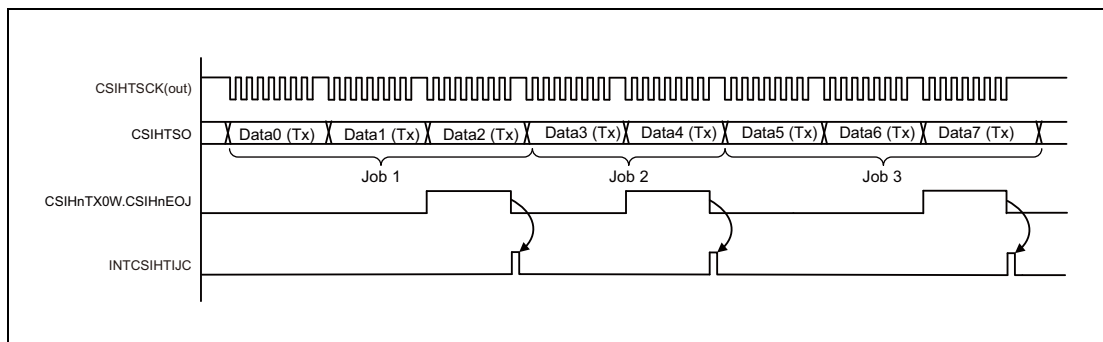 CSIHTSCK(out)
CSIHTSO
Data0 (Tx) Data1 (Tx) Data2 (Tx) Data3 (Tx) Data4 (Tx) Data5 (Tx) Data6 (Tx) Data7 (Tx)
Job 1 Job 2 Job 3
CSIHnTX0W.CSIHnEOJ
INTCSIHTIJC